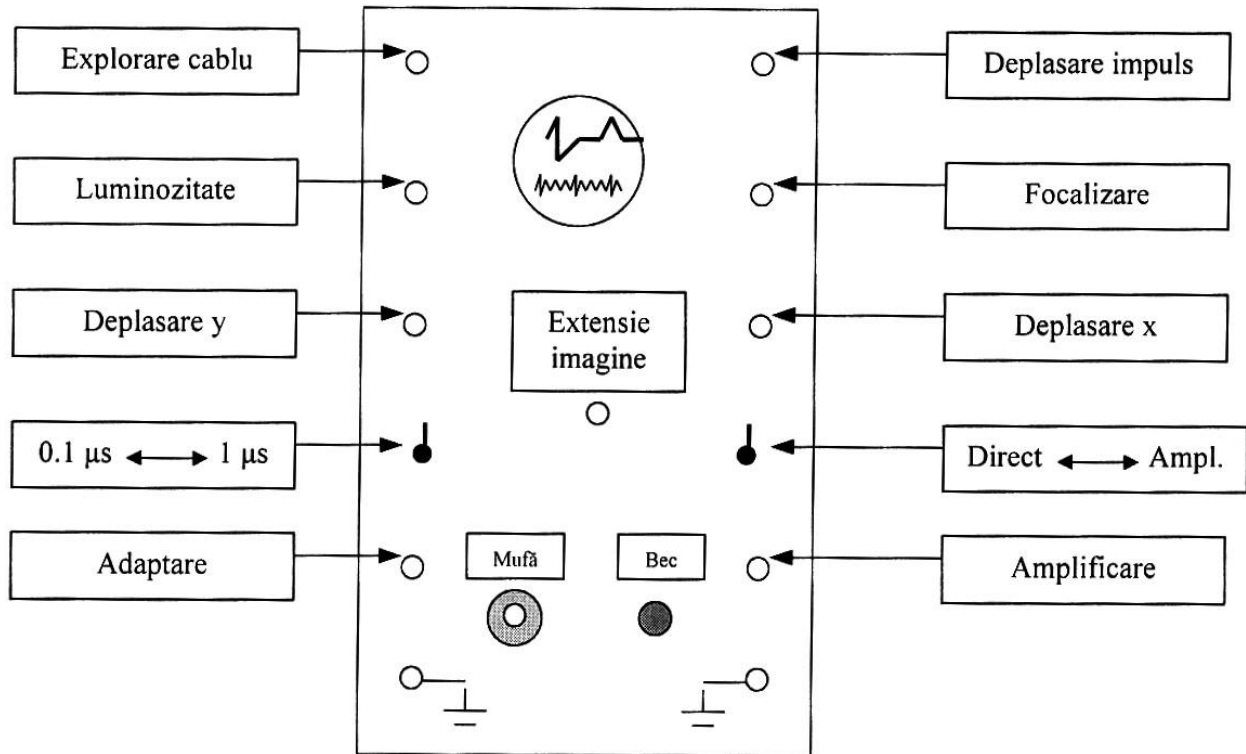 Explorare cablu
Deplasare impuls
Luminozitate
Focalizare
Deplasare y
Extensie
imagine
Deplasare x
0.1 µs ↔ 1 µs
Direct ↔ Ampl.
Adaptare
Mufă
Bec
Amplificare